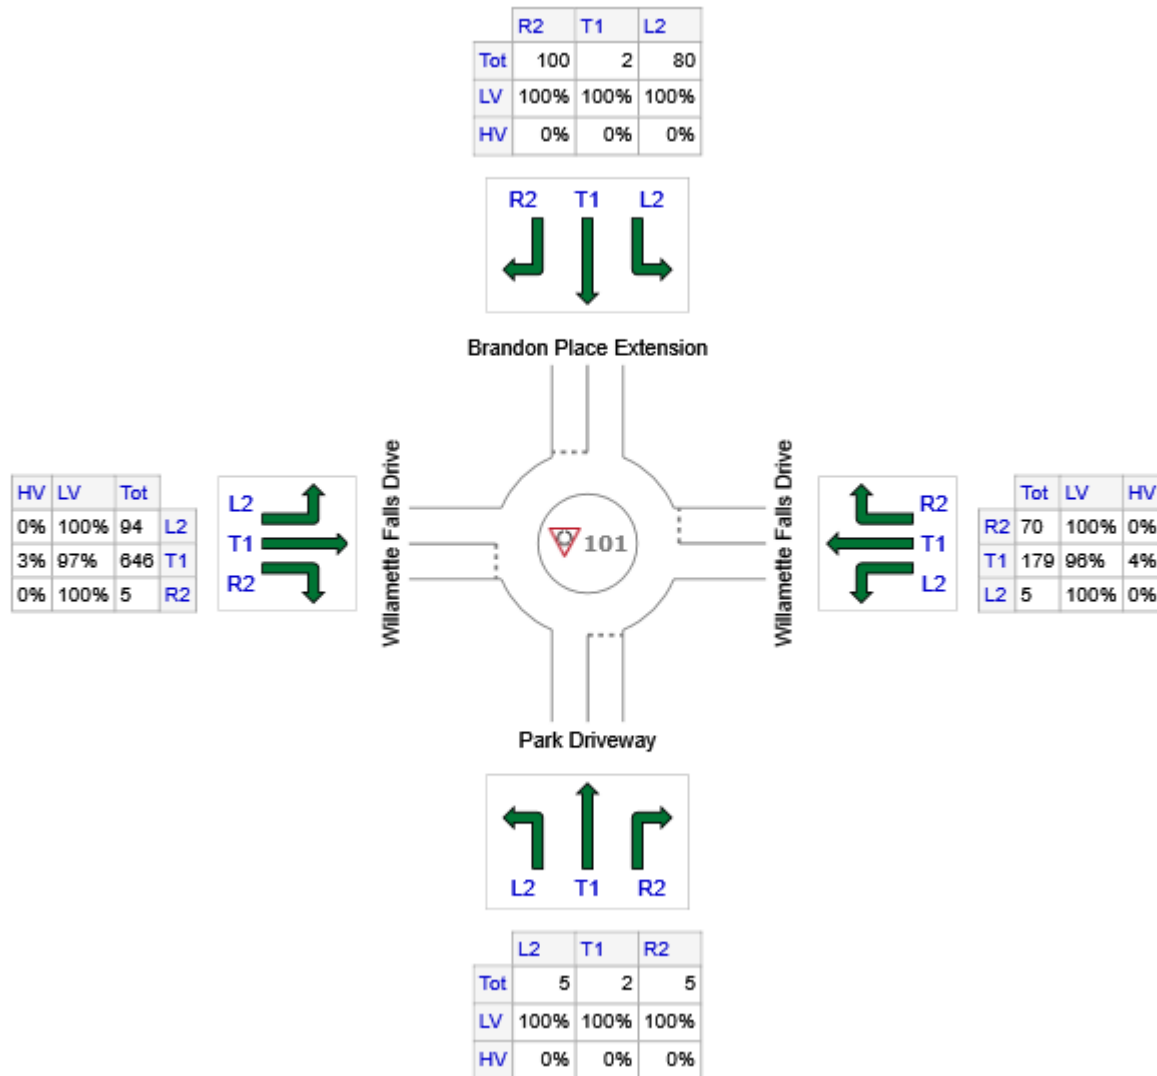 R2 T1 L2
Tot 100 2 80
LV 100% 100% 100%
HV 0% 0% 0%
R2 T1 L2
Brandon Place Extension
HV LV Tot
0% 100% 94 L2
3% 97% 646 T1
0% 100% 5 R2
L2
T1
R2
Willamette Falls Drive
101
Willamette Falls Drive
R2
T1
L2
Tot LV HV
R2 70 100% 0%
T1 179 96% 4%
L2 5 100% 0%
Park Driveway
L2 T1 R2
L2 T1 R2
Tot 5 2 5
LV 100% 100% 100%
HV 0% 0% 0%